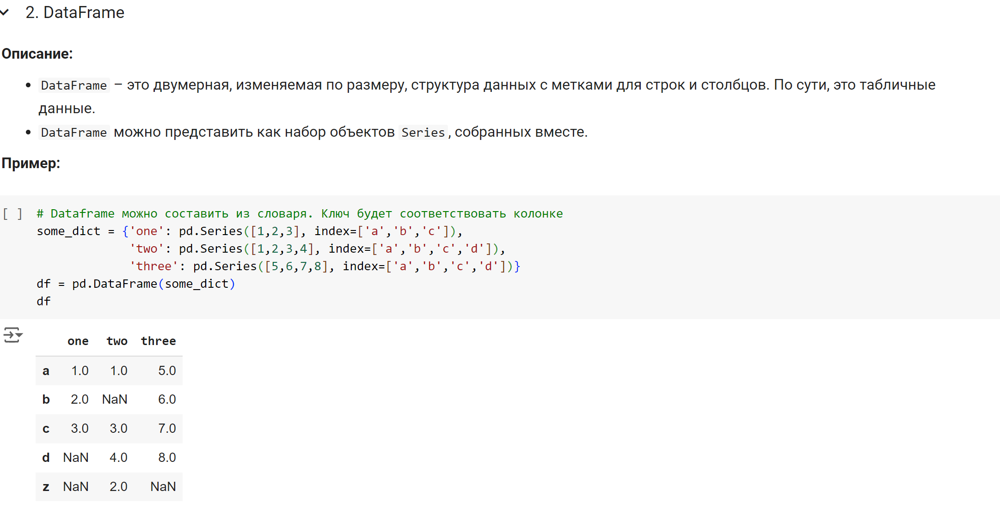 2. DataFrame
Описание:
• DataFrame – это двумерная, изменяемая по размеру, структура данных с метками для строк и столбцов. По сути, это табличные
данные.
• DataFrame можно представить как набор объектов Series, собранных вместе.
Пример:
[ ] # Dataframe можно составить из словаря. Ключ будет соответствовать колонке
some_dict = {'one': pd.Series([1,2,3], index=['a','b','c']),
'two': pd.Series([1,2,3,4], index=['a','b','c','d']),
'three': pd.Series([5,6,7,8], index=['a','b','c','d'])}
df = pd.DataFrame(some_dict)
df
one two three
a 1.0 1.0 5.0
b 2.0 NaN 6.0
c 3.0 3.0 7.0
d NaN 4.0 8.0
z NaN 2.0 NaN